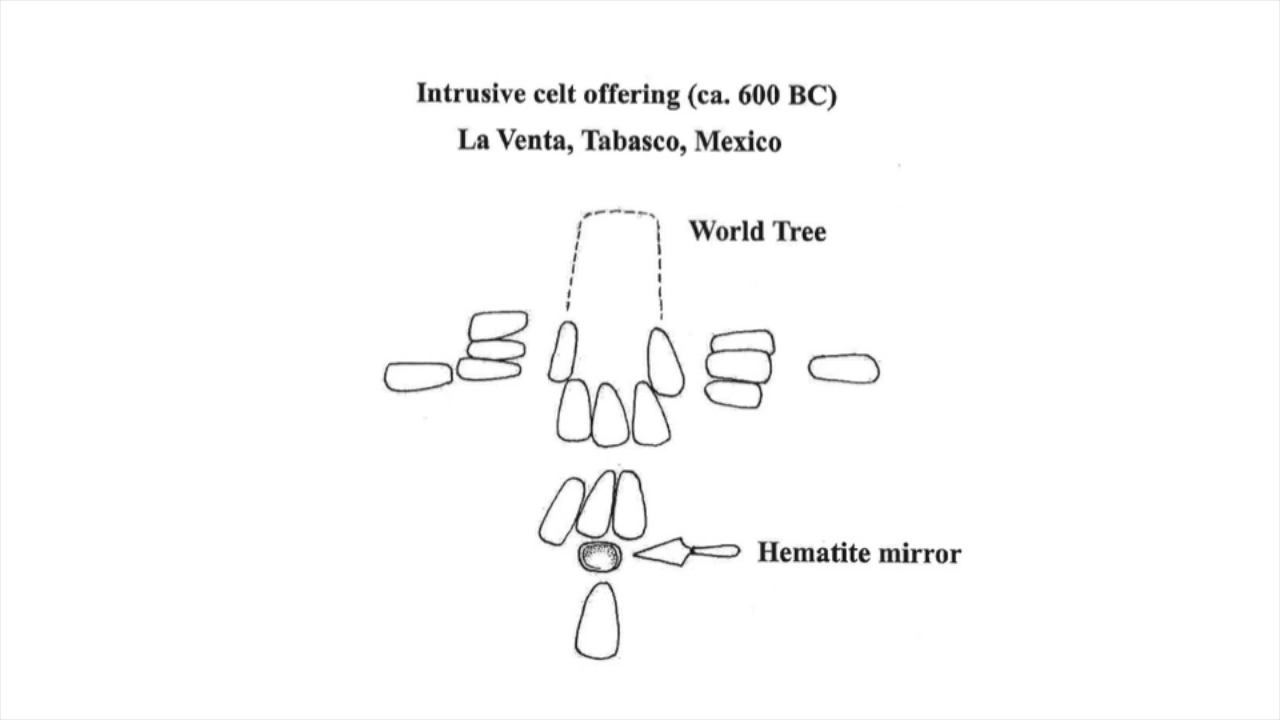 Intrusive celt offering (ca. 600 BC)
La Venta, Tabasco, Mexico
World Tree
Hematite mirror